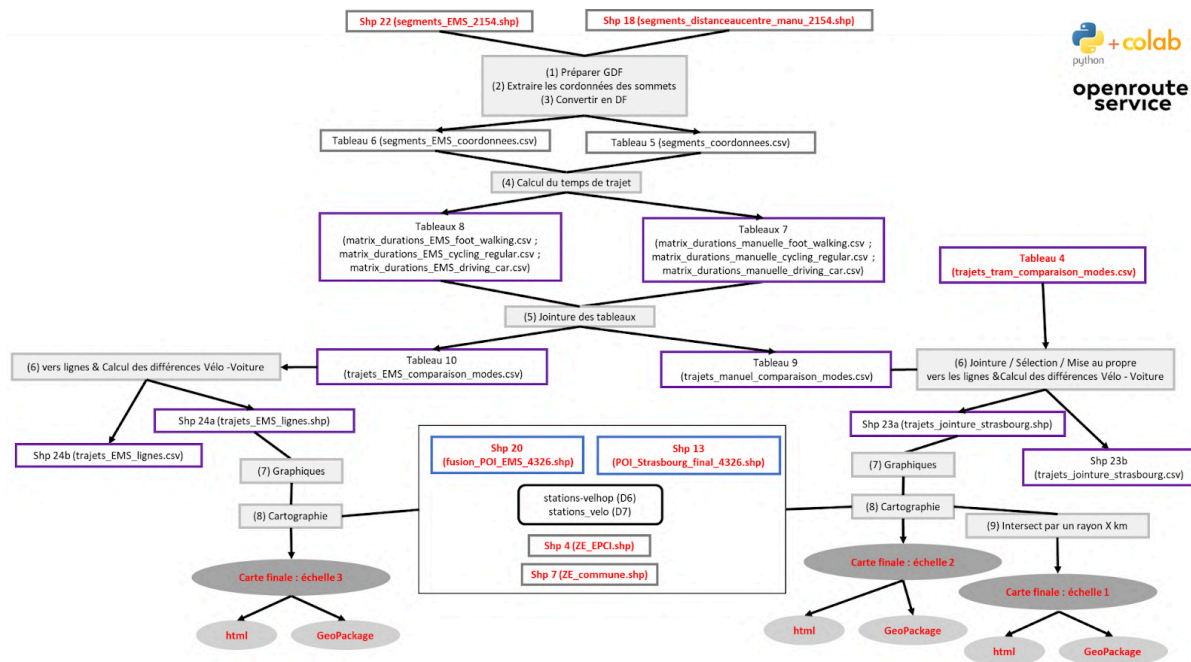 Shp 22 (segments_EMS_2154.shp)
Shp 18 (segments_distanceaucentre_manu_2154.shp)
python
+ colab
openroute
service
(1) Préparer GDF
(2) Extraire les cordonnées des sommets
(3) Convertir en DF
Tableau 6 (segments_EMS_coordonnees.csv)
Tableau 5 (segments_coordonnees.csv)
(4) Calcul du temps de trajet
Tableaux 8
(matrix_durations_EMS_foot_walking.csv ;
matrix_durations_EMS_cycling_regular.csv ;
matrix_durations_EMS_driving_car.csv)
Tableaux 7
(matrix_durations_manuelle_foot_walking.csv ;
matrix_durations_manuelle_cycling_regular.csv ;
matrix_durations_manuelle_driving_car.csv)
Tableau 4
(trajets_tram_comparaison_modes.csv)
(5) Jointure des tableaux
(6) vers lignes & Calcul des différences Vélo -Voiture
Tableau 10
(trajets_EMS_comparaison_modes.csv)
Tableau 9
(trajets_manuel_comparaison_modes.csv)
(6) Jointure / Sélection / Mise au propre
vers les lignes &Calcul des différences Vélo - Voiture
Shp 24a (trajets_EMS_lignes.shp)
Shp 24b (trajets_EMS_lignes.csv)
Shp 23a (trajets_jointure_strasbourg.shp)
Shp 23b
(trajets_jointure_strasbourg.csv)
Shp 20
(fusion_POI_EMS_4326.shp)
Shp 13
(POI_Strasbourg_final_4326.shp)
(7) Graphiques
(7) Graphiques
stations-velhop (D6)
stations_velo (D7)
(8) Cartographie
(8) Cartographie
(9) Intersect par un rayon X km
Shp 4 (ZE_EPCI.shp)
Shp 7 (ZE_commune.shp)
Carte finale : échelle 3
Carte finale : échelle 2
Carte finale : échelle 1
html
GeoPackage
html
GeoPackage
html
GeoPackage